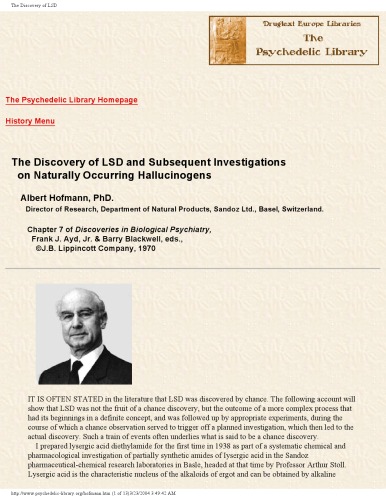 The Discovery of LSD
Drugtext Europe Libraries
The
Psychedelic Library
The Psychedelic Library Homepage
History Menu
The Discovery of LSD and Subsequent Investigations
on Naturally Occurring Hallucinogens
Albert Hofmann, PhD.
Director of Research, Department of Natural Products, Sandoz Ltd., Basel, Switzerland.
Chapter 7 of Discoveries in Biological Psychiatry,
Frank J. Ayd, Jr. & Barry Blackwell, eds.,
©J.B. Lippincott Company, 1970
IT IS OFTEN STATED in the literature that LSD was discovered by chance. The following account will
show that LSD was not the fruit of a chance discovery, but the outcome of a more complex process that
had its beginnings in a definite concept, and was followed up by appropriate experiments, during the
course of which a chance observation served to trigger off a planned investigation, which then led to the
actual discovery. Such a train of events often underlies what is said to be a chance discovery.
I prepared lysergic acid diethylamide for the first time in 1938 as part of a systematic chemical and
pharmacological investigation of partially synthetic amides of lysergic acid in the Sandoz
pharmaceutical-chemical research laboratories in Basle, headed at that time by Professor Arthur Stoll.
Lysergic acid is the characteristic nucleus of the alkaloids of ergot and can be obtained by alkaline
http://www.psychedelic-library.org/hofmann.htm (1 of 13)9/23/2004 3:49:42 AM